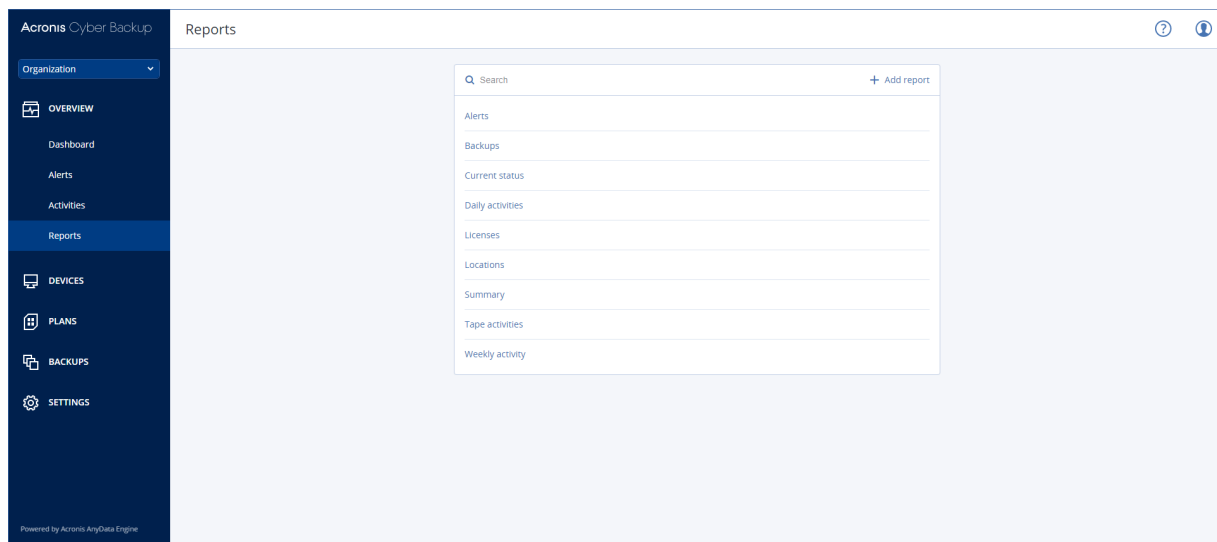 Acronis Cyber Backup
Reports
Organization
OVERVIEW
Dashboard
Alerts
Activities
Reports
DEVICES
PLANS
BACKUPS
SETTINGS
Powered by Acronis AnyData Engine
Search
+ Add report
Alerts
Backups
Current status
Daily activities
Licenses
Locations
Summary
Tape activities
Weekly activity